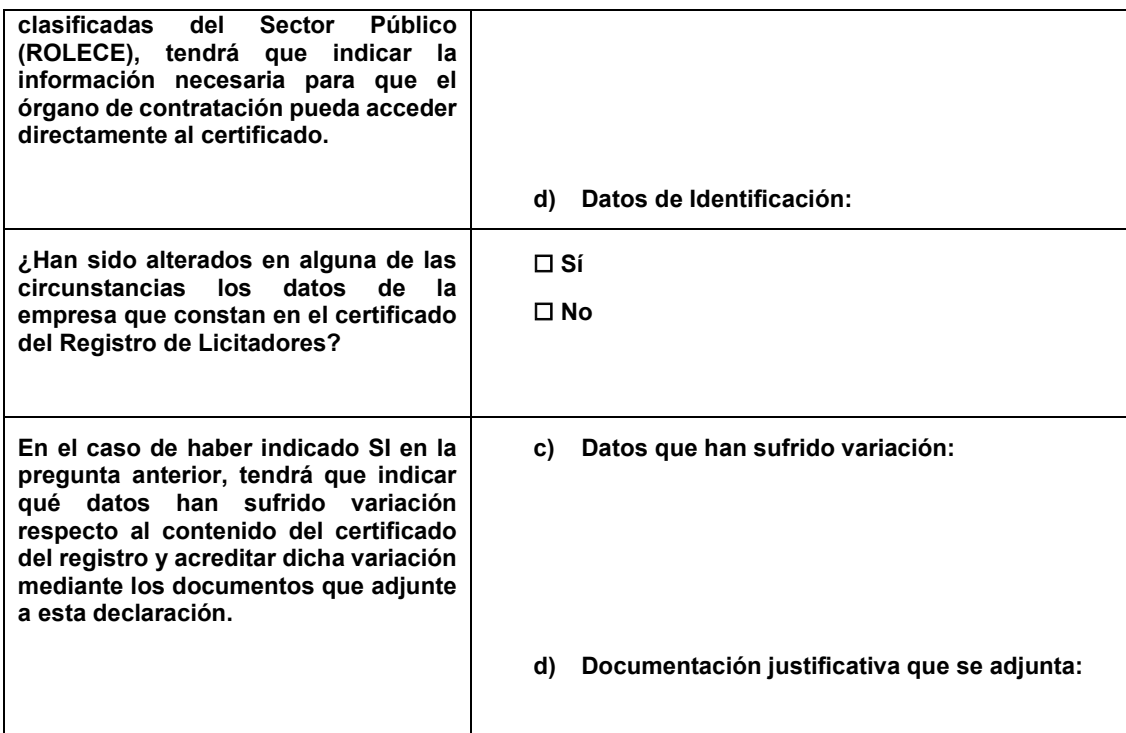 clasificadas del Sector Público
(ROLECE), tendrá que indicar la
información necesaria para que el
órgano de contratación pueda acceder
directamente al certificado.
d) Datos de Identificación:
¿Han sido alterados en alguna de las
circunstancias los datos de la
empresa que constan en el certificado
del Registro de Licitadores?
☐ Sí
☐ No
En el caso de haber indicado SI en la
pregunta anterior, tendrá que indicar
qué datos han sufrido variación
respecto al contenido del certificado
del registro y acreditar dicha variación
mediante los documentos que adjunte
a esta declaración.
c) Datos que han sufrido variación:
d) Documentación justificativa que se adjunta: